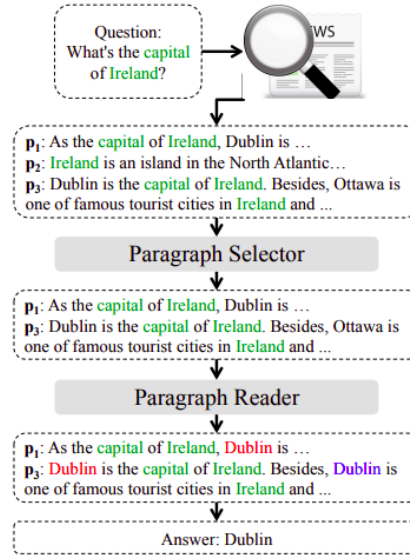 Question:
What's the capital
of Ireland?
WS
p₁: As the capital of Ireland, Dublin is …
p₂: Ireland is an island in the North Atlantic…
p₃: Dublin is the capital of Ireland. Besides, Ottawa is
one of famous tourist cities in Ireland and ...
Paragraph Selector
p₁: As the capital of Ireland, Dublin is …
p₃: Dublin is the capital of Ireland. Besides, Ottawa is
one of famous tourist cities in Ireland and ...
Paragraph Reader
p₁: As the capital of Ireland, Dublin is …
p₃: Dublin is the capital of Ireland. Besides, Dublin is
one of famous tourist cities in Ireland and ...
Answer: Dublin